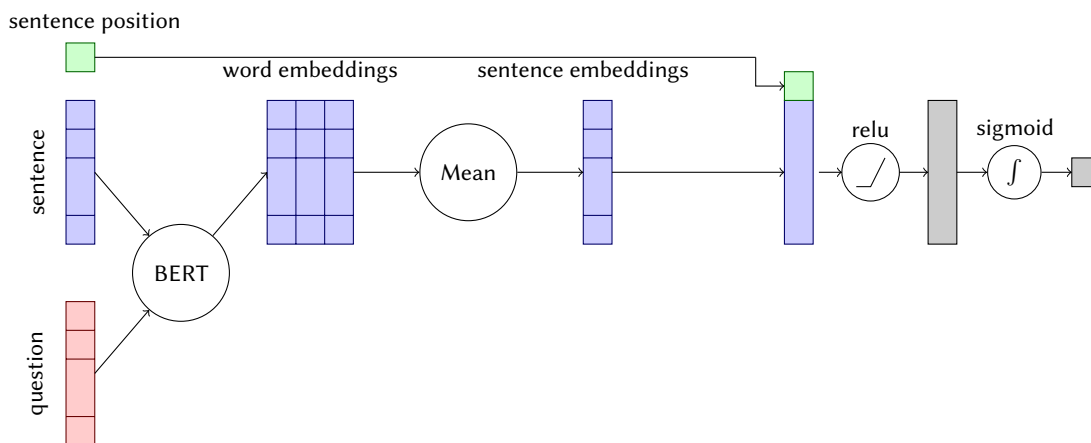 sentence position
word embeddings
sentence embeddings
sentence
relu
sigmoid
Mean
∫
BERT
question